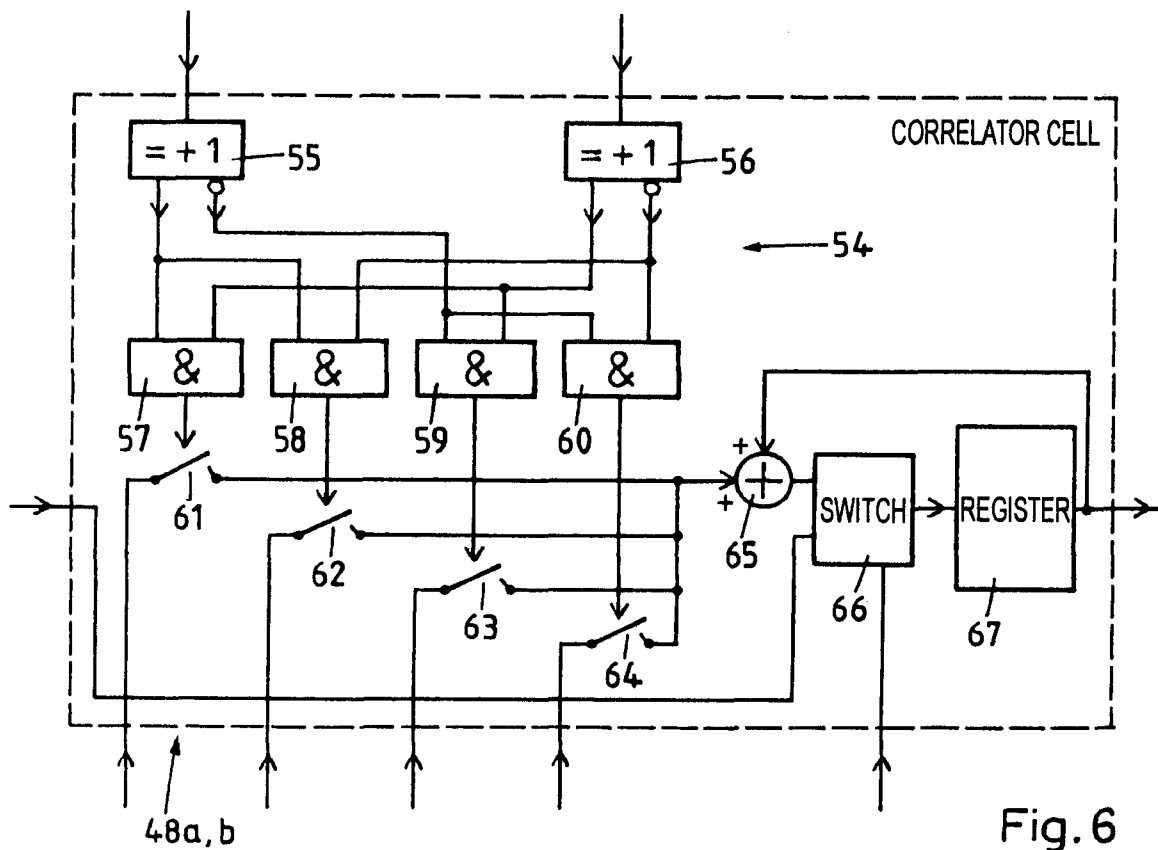 CORRELATOR CELL
= + 1
55
= + 1
56
54
&
&
&
&
57
58
59
60
+
+
65
61
62
63
64
SWITCH
66
REGISTER
67
48a,b
Fig. 6